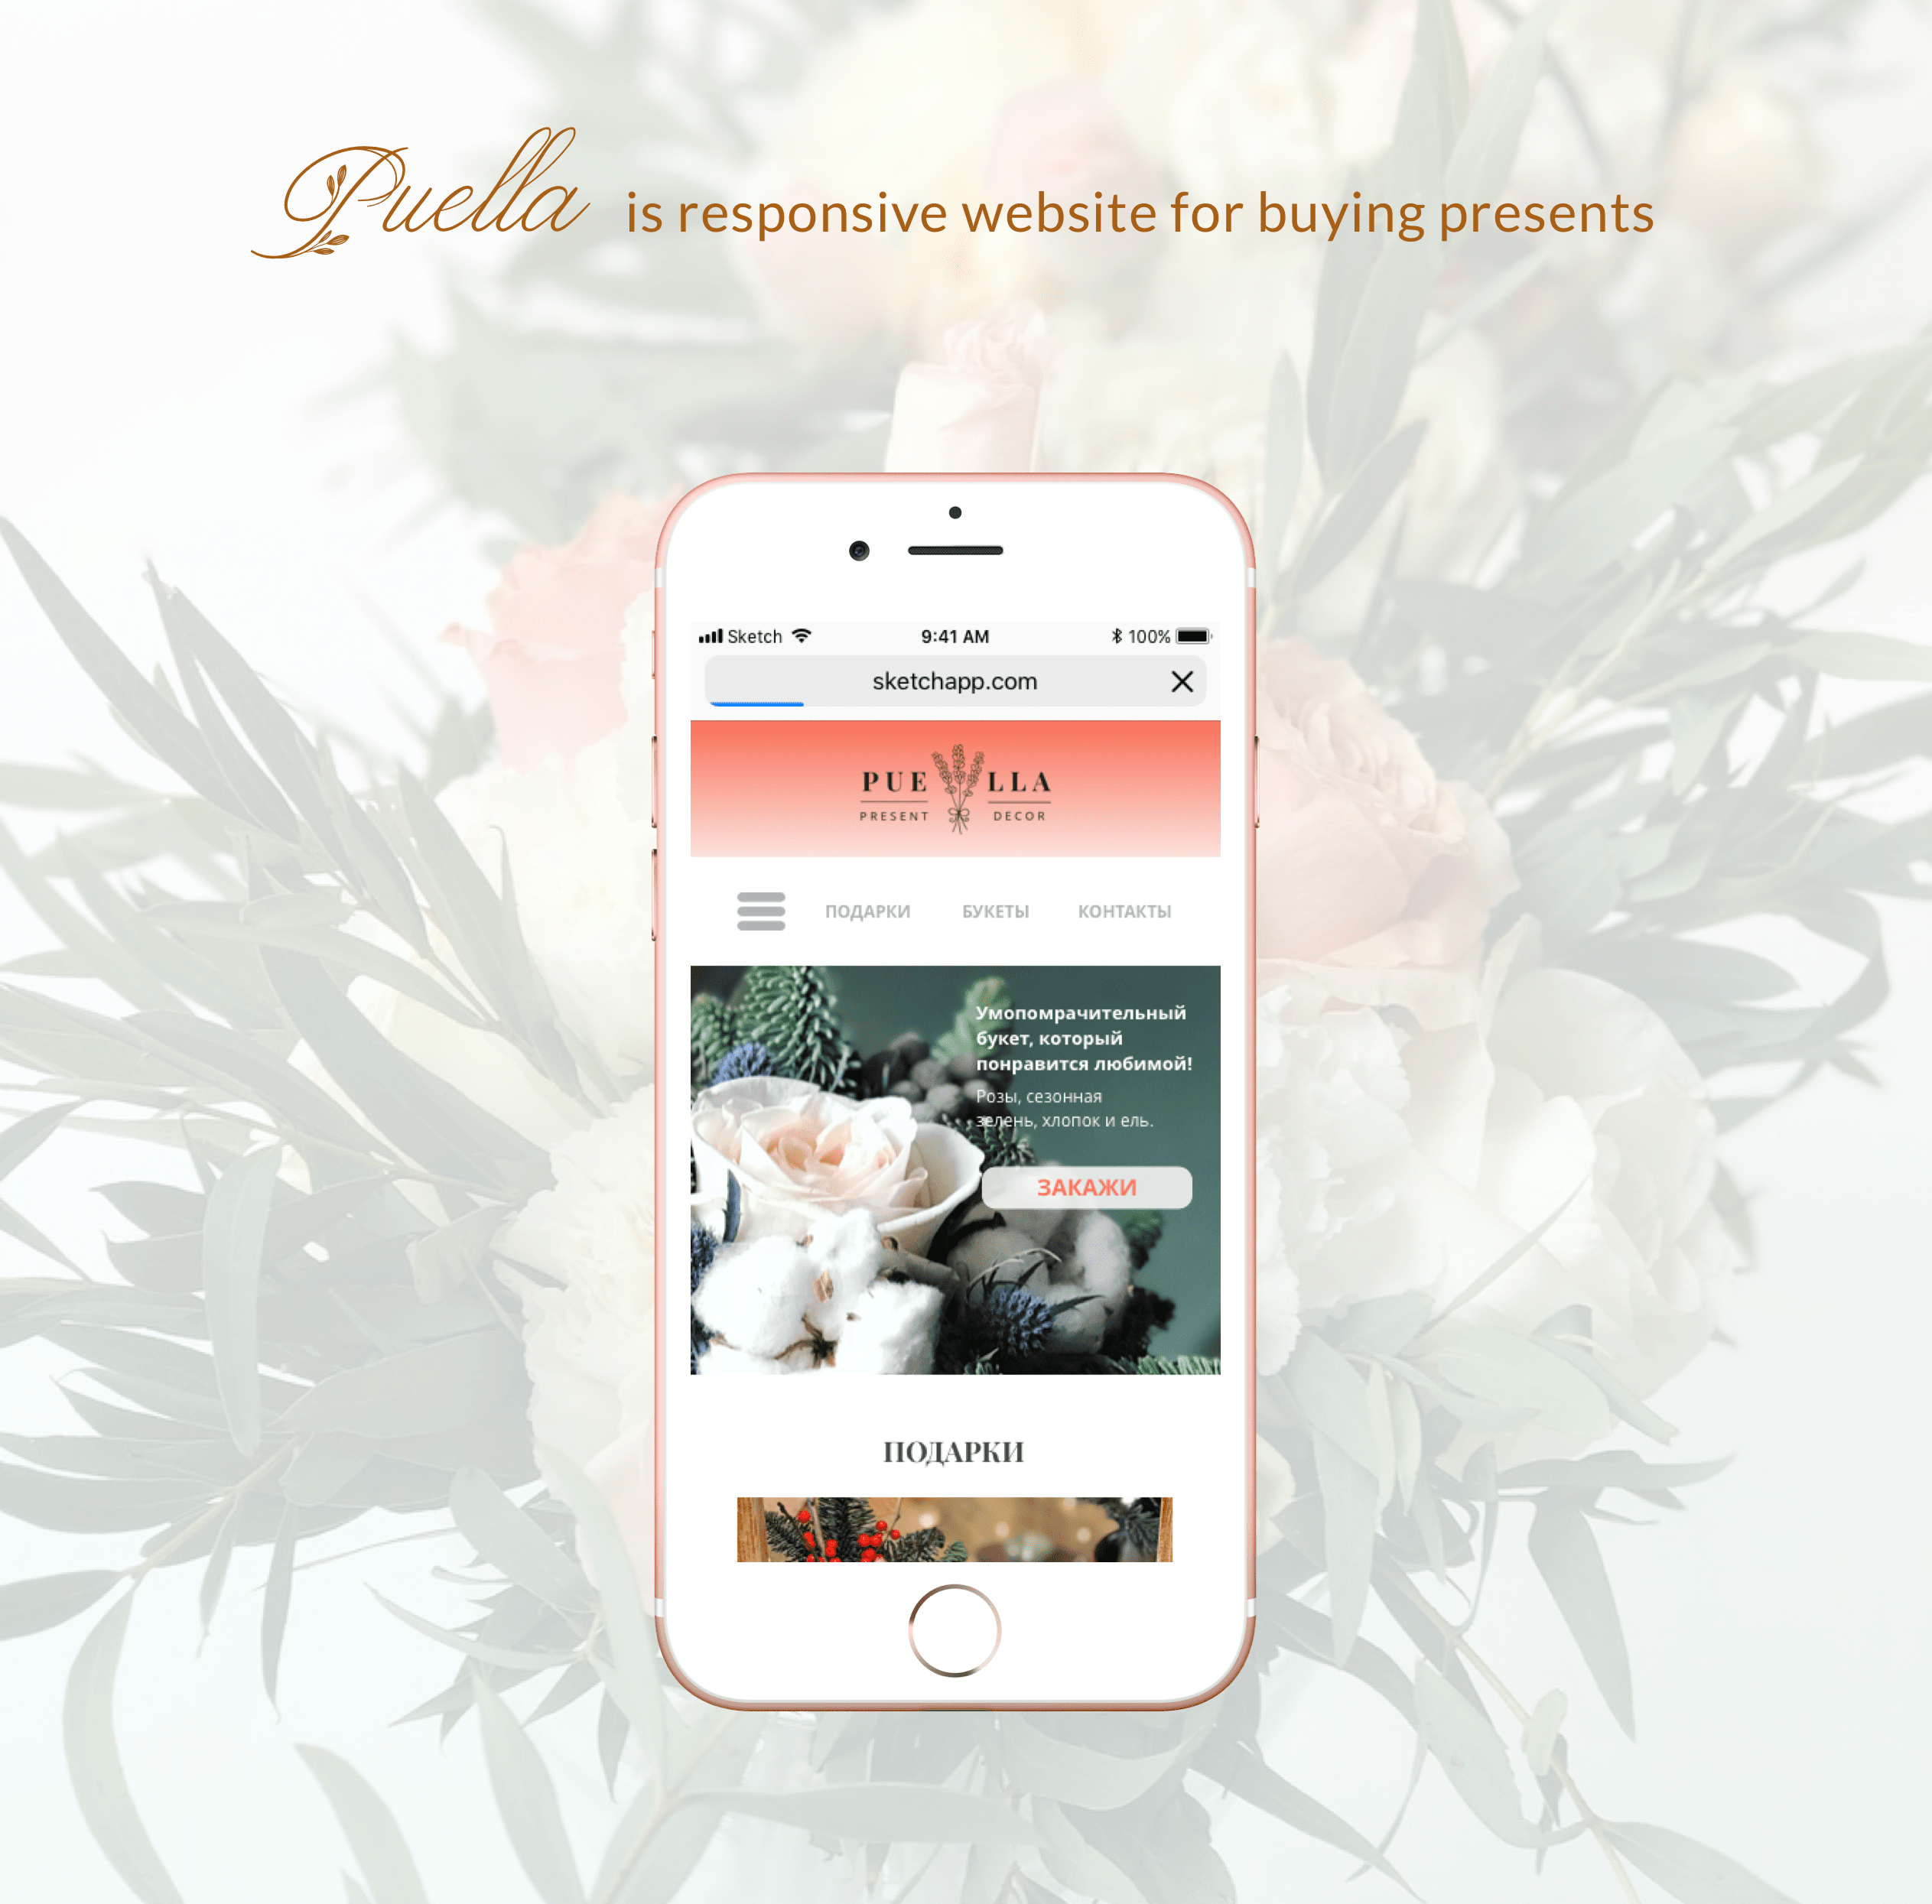 Puella is responsive website for buying presents
Sketch 9:41 AM 100%
sketchapp.com
PUE LLA
PRESENT DECOR
ПОДАРКИ БУКЕТЫ КОНТАКТЫ
Умопомрачительный
букет, который
понравится любимой!
Розы, сезонная
зелень, хлопок и ель.
ЗАКАЖИ
ПОДАРКИ